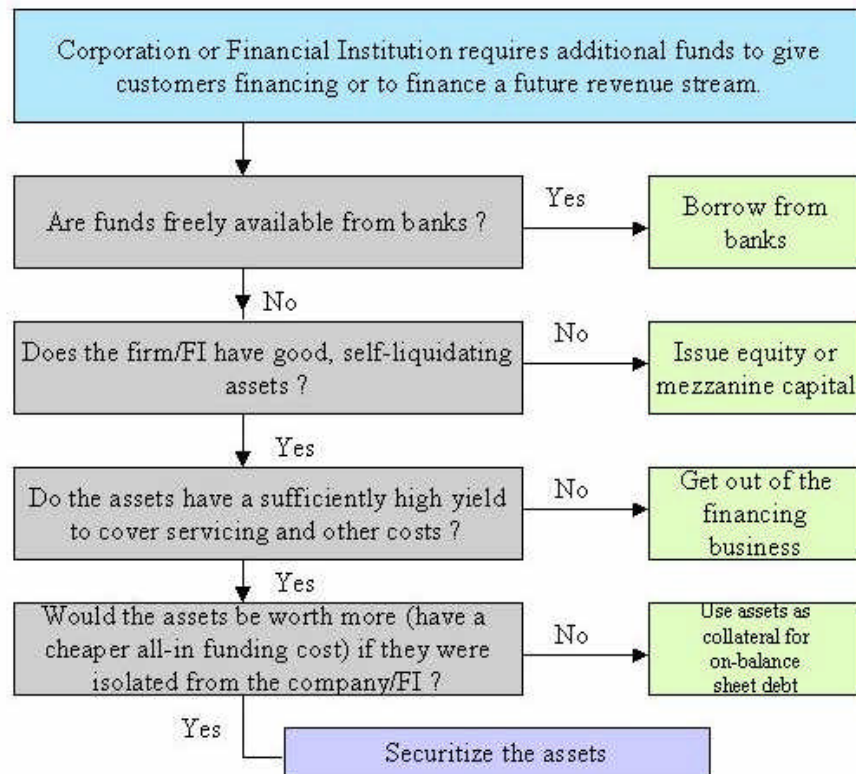 Corporation or Financial Institution requires additional funds to give
customers financing or to finance a future revenue stream.
Are funds freely available from banks ?
Yes
Borrow from
banks
No
Does the firm/FI have good, self-liquidating
assets ?
No
Issue equity or
mezzanine capital
Yes
Do the assets have a sufficiently high yield
to cover servicing and other costs ?
No
Get out of the
financing
business
Yes
Would the assets be worth more (have a
cheaper all-in funding cost) if they were
isolated from the company/FI ?
No
Use assets as
collateral for
on-balance
sheet debt
Yes
Securitize the assets